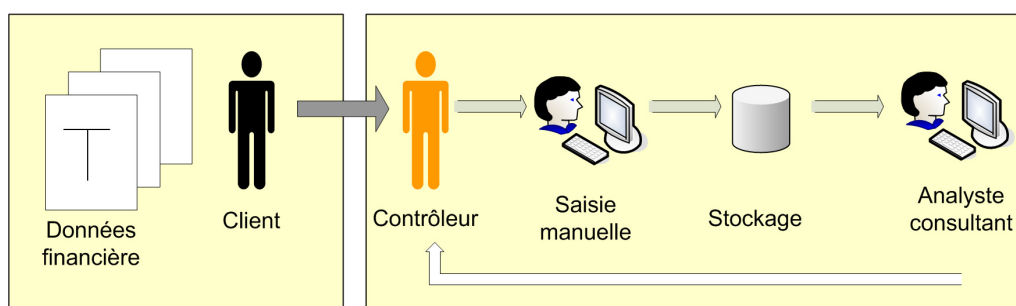 T
Données
financière
Client
Contrôleur
Saisie
manuelle
Stockage
Analyste
consultant